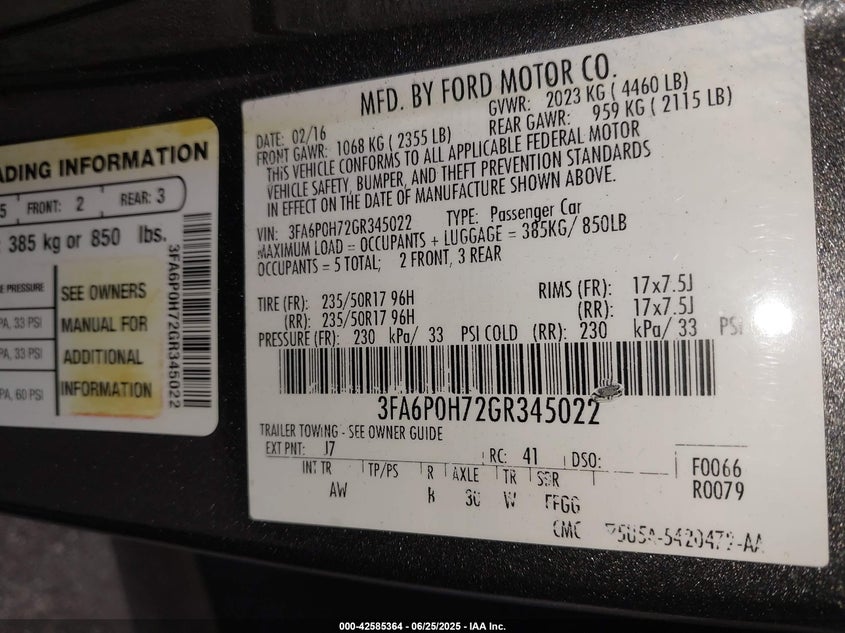 ADING INFORMATION
5 FRONT: 2 REAR: 3
: 385 kg or 850 lbs.
E PRESSURE
PA, 33 PSI
PA, 33 PSI
PA, 60 PSI
SEE OWNERS
MANUAL FOR
ADDITIONAL
INFORMATION
3FA6P0H72GR345022
MFD. BY FORD MOTOR CO.
DATE: 02/16 GVWR: 2023 KG ( 4460 LB)
FRONT GAWR: 1068 KG ( 2355 LB) REAR GAWR: 959 KG ( 2115 LB)
THIS VEHICLE CONFORMS TO ALL APPLICABLE FEDERAL MOTOR
VEHICLE SAFETY, BUMPER, AND THEFT PREVENTION STANDARDS
IN EFFECT ON THE DATE OF MANUFACTURE SHOWN ABOVE.
VIN: 3FA6P0H72GR345022 TYPE: Passenger Car
MAXIMUM LOAD = OCCUPANTS + LUGGAGE = 385KG/ 850LB
OCCUPANTS = 5 TOTAL; 2 FRONT, 3 REAR
TIRE (FR): 235/50R17 96H RIMS (FR): 17x7.5J
(RR): 235/50R17 96H (RR): 17x7.5J
PRESSURE (FR): 230 kPa/ 33 PSI COLD (RR): 230 kPa/ 33 PSI
3FA6P0H72GR345022
TRAILER TOWING - SEE OWNER GUIDE
EXT PNT: J7 RC: 41 DSO: F0066
INT TR TP/PS R AXLE TR SPR R0079
AW W FFGG
CMC
000-42585364 - 06/25/2025 - IAA Inc.